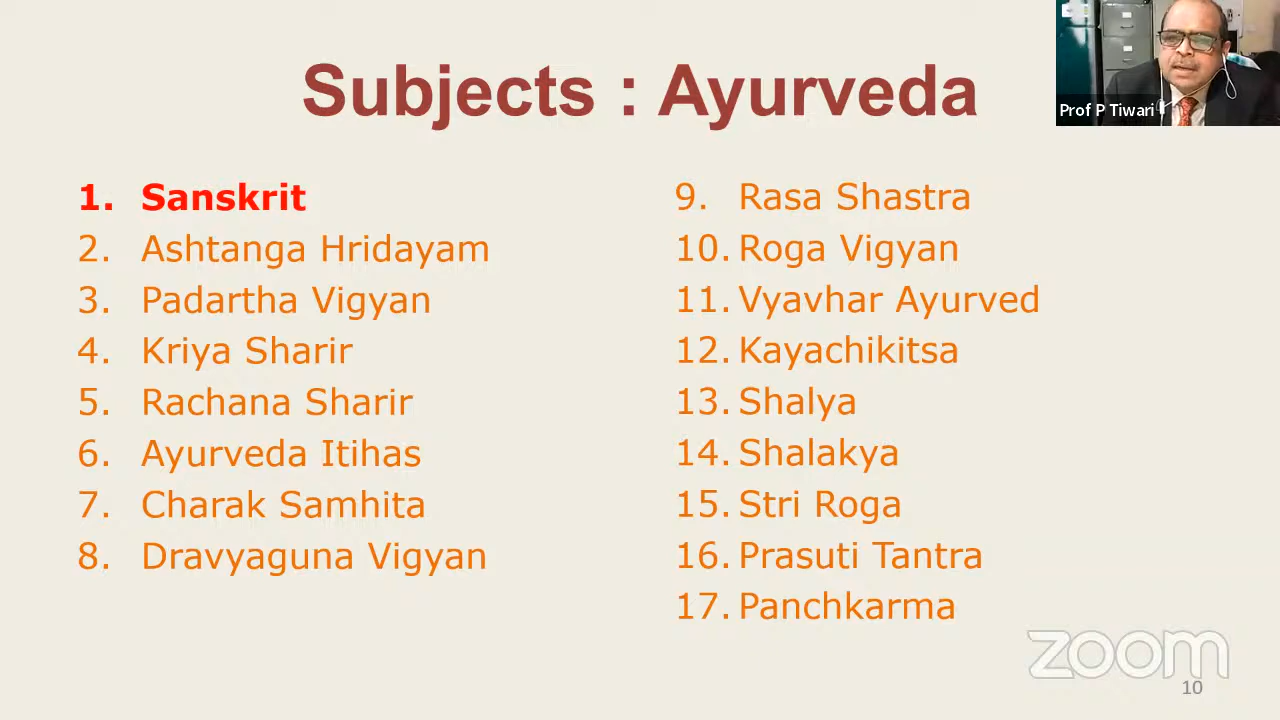 Subjects : Ayurveda
Prof P Tiwari
1. Sanskrit
2. Ashtanga Hridayam
3. Padartha Vigyan
4. Kriya Sharir
5. Rachana Sharir
6. Ayurveda Itihas
7. Charak Samhita
8. Dravyaguna Vigyan
9. Rasa Shastra
10. Roga Vigyan
11. Vyavhar Ayurved
12. Kayachikitsa
13. Shalya
14. Shalakya
15. Stri Roga
16. Prasuti Tantra
17. Panchkarma
zoom
10